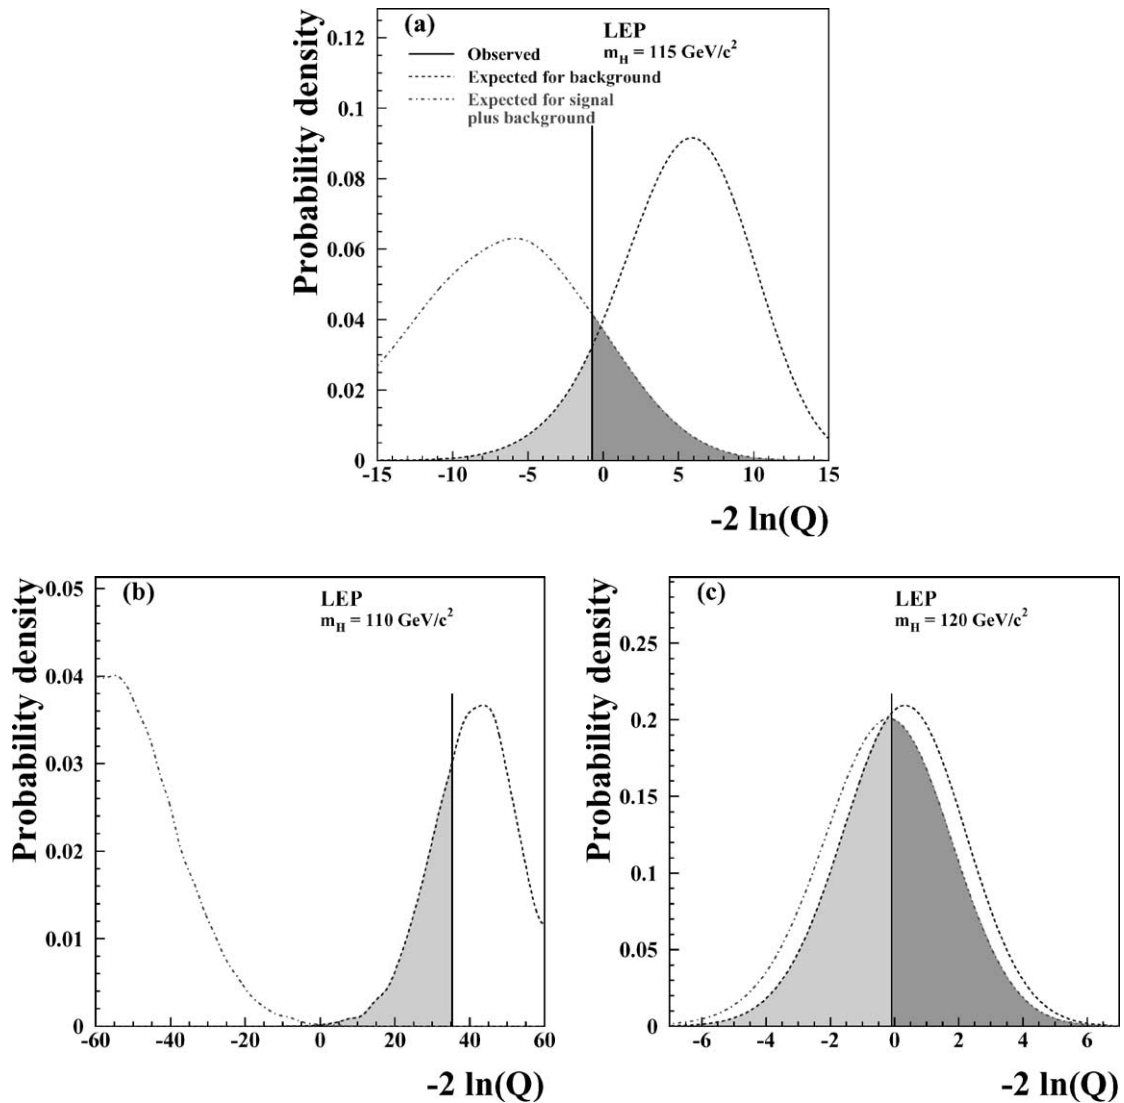 (a)
LEP
m_H = 115 GeV/c²
Observed
Expected for background
Expected for signal
plus background
Probability density
0.12
0.1
0.08
0.06
0.04
0.02
0
-15 -10 -5 0 5 10 15
-2 ln(Q)
(b)
LEP
m_H = 110 GeV/c²
Probability density
0.05
0.04
0.03
0.02
0.01
0
-60 -40 -20 0 20 40 60
-2 ln(Q)
(c)
LEP
m_H = 120 GeV/c²
Probability density
0.25
0.2
0.15
0.1
0.05
0
-6 -4 -2 0 2 4 6
-2 ln(Q)